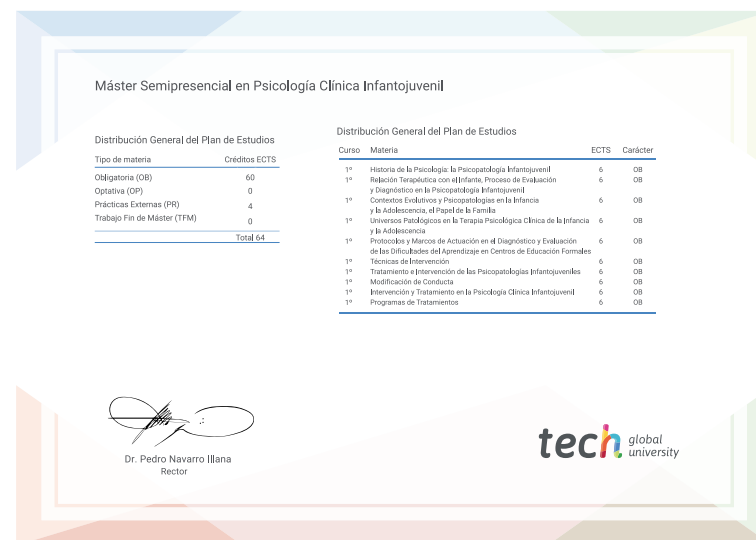 Máster Semipresencial en Psicología Clínica Infantojuvenil
Distribución General del Plan de Estudios
Tipo de materia Créditos ECTS
Obligatoria (OB) 60
Optativa (OP) 0
Prácticas Externas (PR) 4
Trabajo Fin de Máster (TFM) 0
Total 64
Distribución General del Plan de Estudios
Curso Materia ECTS Carácter
1º Historia de la Psicología: la Psicopatología Infantojuvenil 6 OB
1º Relación Terapéutica con el Infante, Proceso de Evaluación 6 OB
y Diagnóstico en la Psicopatología Infantojuvenil
1º Contextos Evolutivos y Psicopatologías en la Infancia 6 OB
y la Adolescencia, el Papel de la Familia
1º Universos Patológicos en la Terapia Psicológica Clínica de la Infancia 6 OB
y la Adolescencia
1º Protocolos y Marcos de Actuación en el Diagnóstico y Evaluación 6 OB
de las Dificultades del Aprendizaje en Centros de Educación Formales
1º Técnicas de Intervención 6 OB
1º Tratamiento e Intervención de las Psicopatologías Infantojuveniles 6 OB
1º Modificación de Conducta 6 OB
1º Intervención y Tratamiento en la Psicología Clínica Infantojuvenil 6 OB
1º Programas de Tratamientos 6 OB
Dr. Pedro Navarro Illana
Rector
tech global
university